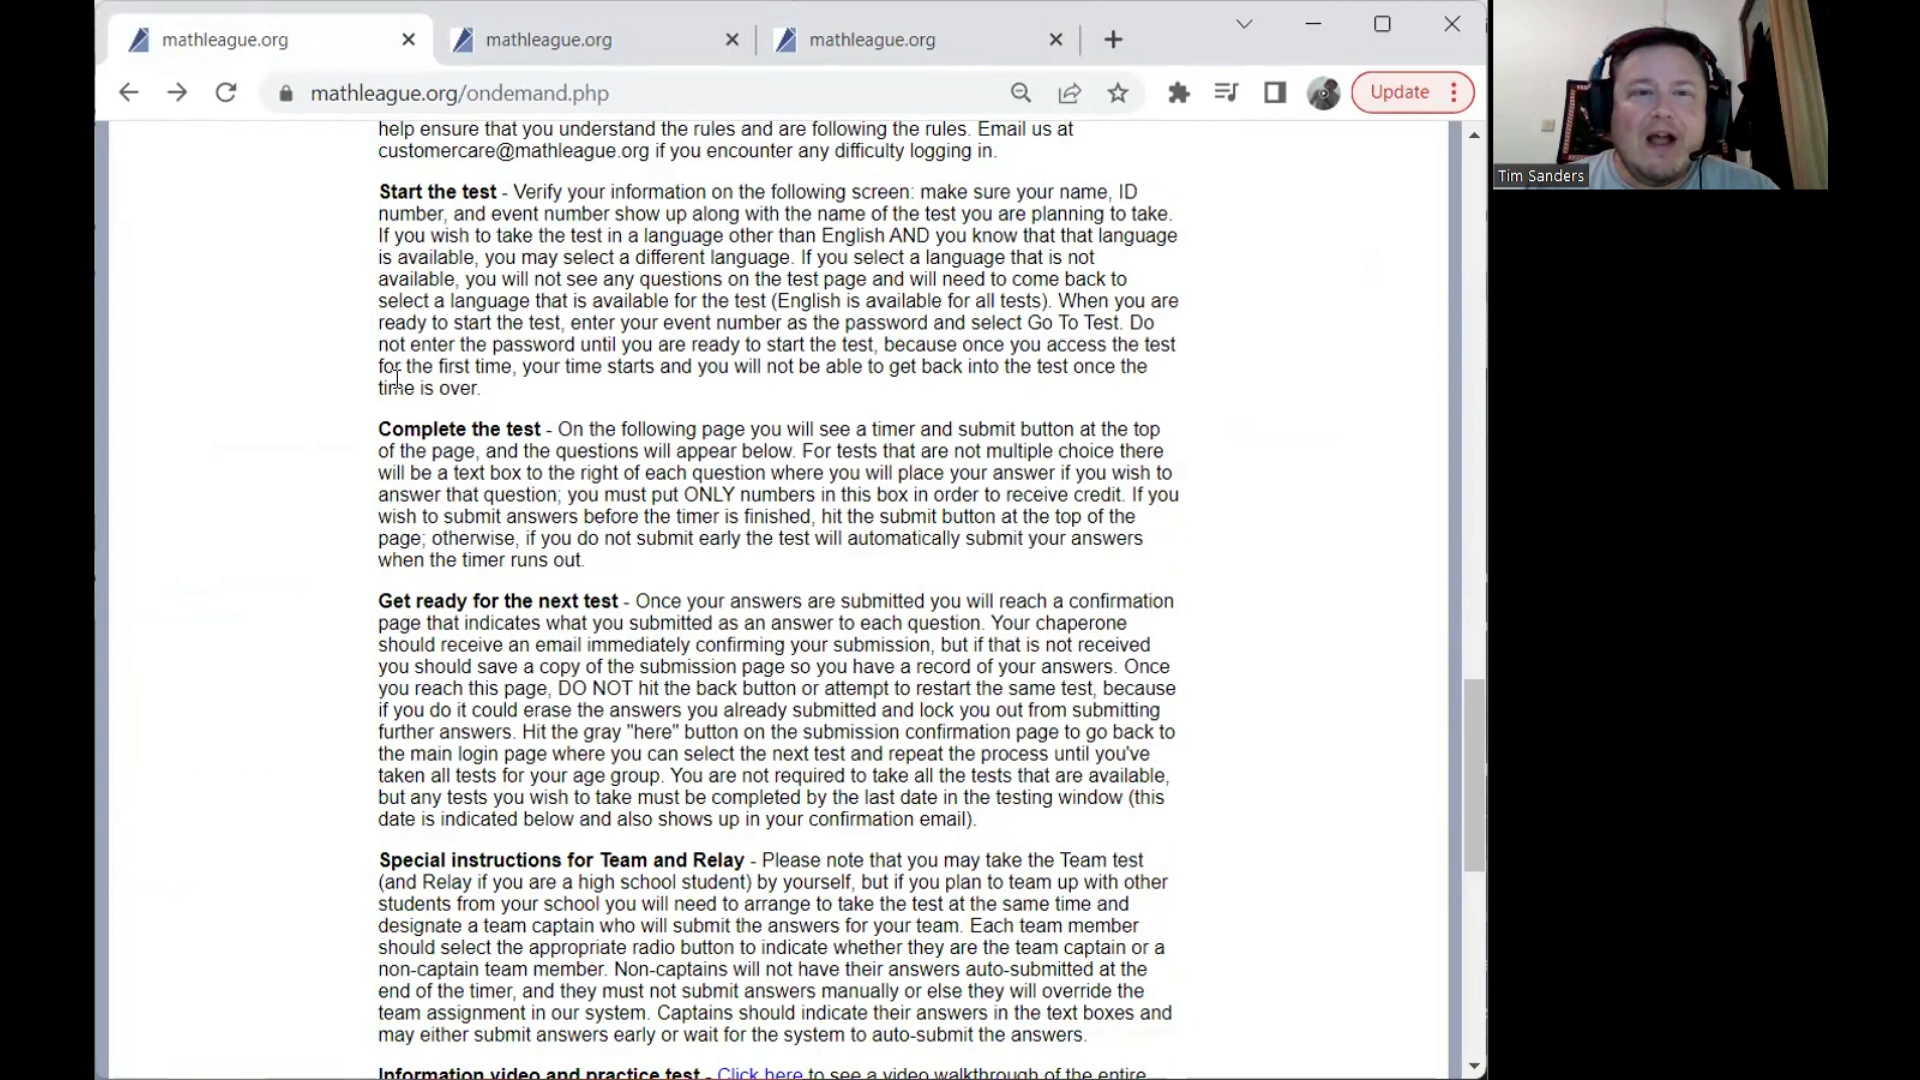 mathleague.org
mathleague.org
mathleague.org
mathleague.org/ondemand.php
Update
help ensure that you understand the rules and are following the rules. Email us at
customercare@mathleague.org if you encounter any difficulty logging in.
Start the test - Verify your information on the following screen: make sure your name, ID
number, and event number show up along with the name of the test you are planning to take.
If you wish to take the test in a language other than English AND you know that that language
is available, you may select a different language. If you select a language that is not
available, you will not see any questions on the test page and will need to come back to
select a language that is available for the test (English is available for all tests). When you are
ready to start the test, enter your event number as the password and select Go To Test. Do
not enter the password until you are ready to start the test, because once you access the test
for the first time, your time starts and you will not be able to get back into the test once the
time is over.
Complete the test - On the following page you will see a timer and submit button at the top
of the page, and the questions will appear below. For tests that are not multiple choice there
will be a text box to the right of each question where you will place your answer if you wish to
answer that question; you must put ONLY numbers in this box in order to receive credit. If you
wish to submit answers before the timer is finished, hit the submit button at the top of the
page; otherwise, if you do not submit early the test will automatically submit your answers
when the timer runs out.
Get ready for the next test - Once your answers are submitted you will reach a confirmation
page that indicates what you submitted as an answer to each question. Your chaperone
should receive an email immediately confirming your submission, but if that is not received
you should save a copy of the submission page so you have a record of your answers. Once
you reach this page, DO NOT hit the back button or attempt to restart the same test, because
if you do it could erase the answers you already submitted and lock you out from submitting
further answers. Hit the gray "here" button on the submission confirmation page to go back to
the main login page where you can select the next test and repeat the process until you've
taken all tests for your age group. You are not required to take all the tests that are available,
but any tests you wish to take must be completed by the last date in the testing window (this
date is indicated below and also shows up in your confirmation email).
Special instructions for Team and Relay - Please note that you may take the Team test
(and Relay if you are a high school student) by yourself, but if you plan to team up with other
students from your school you will need to arrange to take the test at the same time and
designate a team captain who will submit the answers for your team. Each team member
should select the appropriate radio button to indicate whether they are the team captain or a
non-captain team member. Non-captains will not have their answers auto-submitted at the
end of the timer, and they must not submit answers manually or else they will override the
team assignment in our system. Captains should indicate their answers in the text boxes and
may either submit answers early or wait for the system to auto-submit the answers.
Information video and practice test - Click here to see a video walkthrough of the entire
Tim Sanders